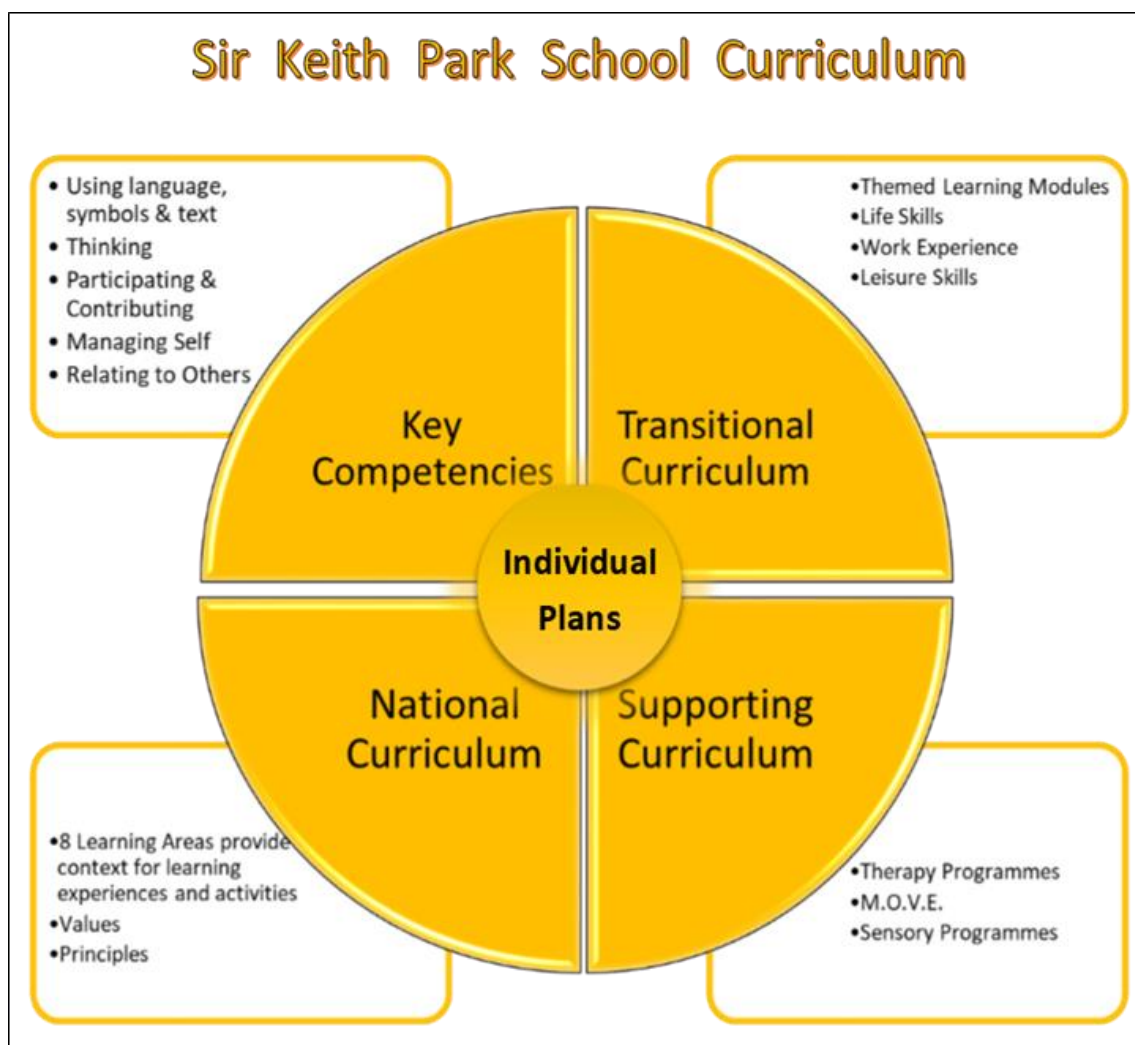 Sir Keith Park School Curriculum
• Using language,
symbols & text
• Thinking
• Participating &
Contributing
• Managing Self
• Relating to Others
•Themed Learning Modules
•Life Skills
•Work Experience
•Leisure Skills
Key
Competencies
Transitional
Curriculum
Individual
Plans
National
Curriculum
Supporting
Curriculum
•8 Learning Areas provide
context for learning
experiences and activities
•Values
•Principles
•Therapy Programmes
•M.O.V.E.
•Sensory Programmes